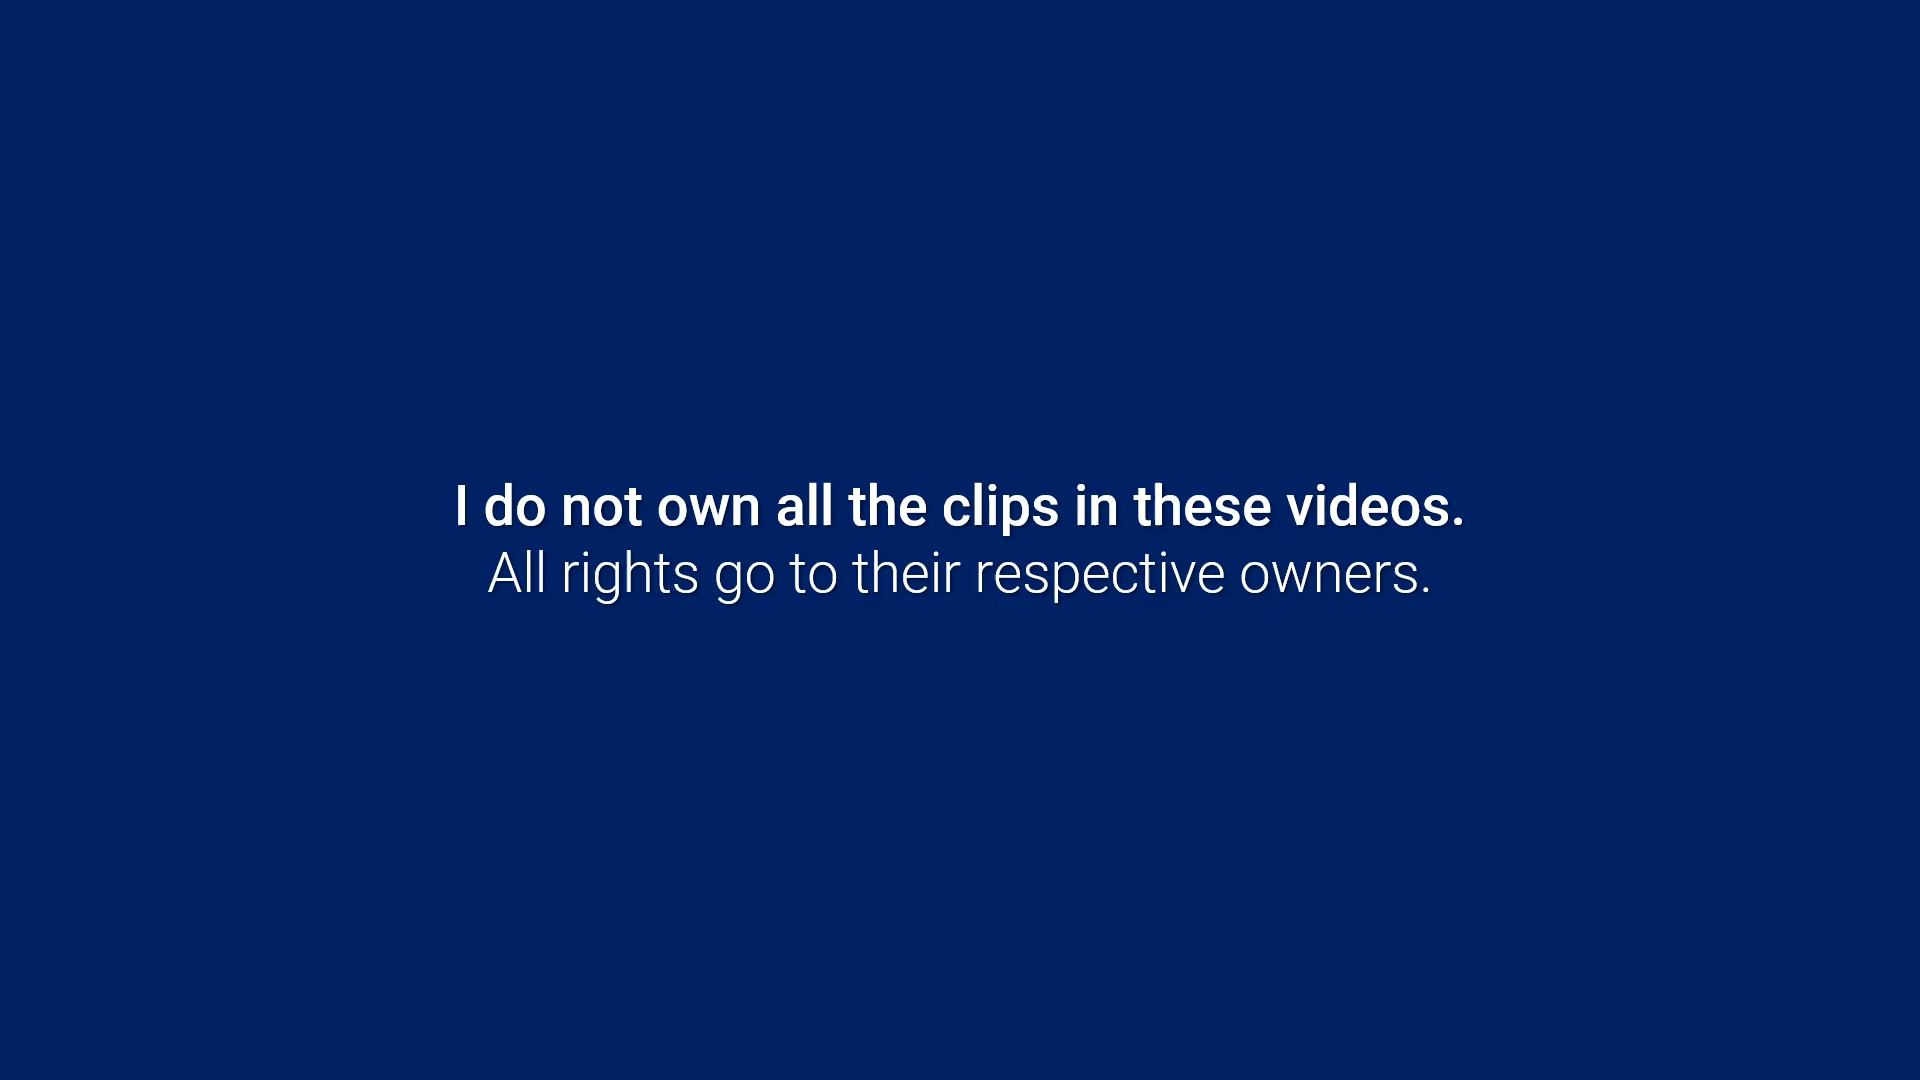 I do not own all the clips in these videos.
All rights go to their respective owners.